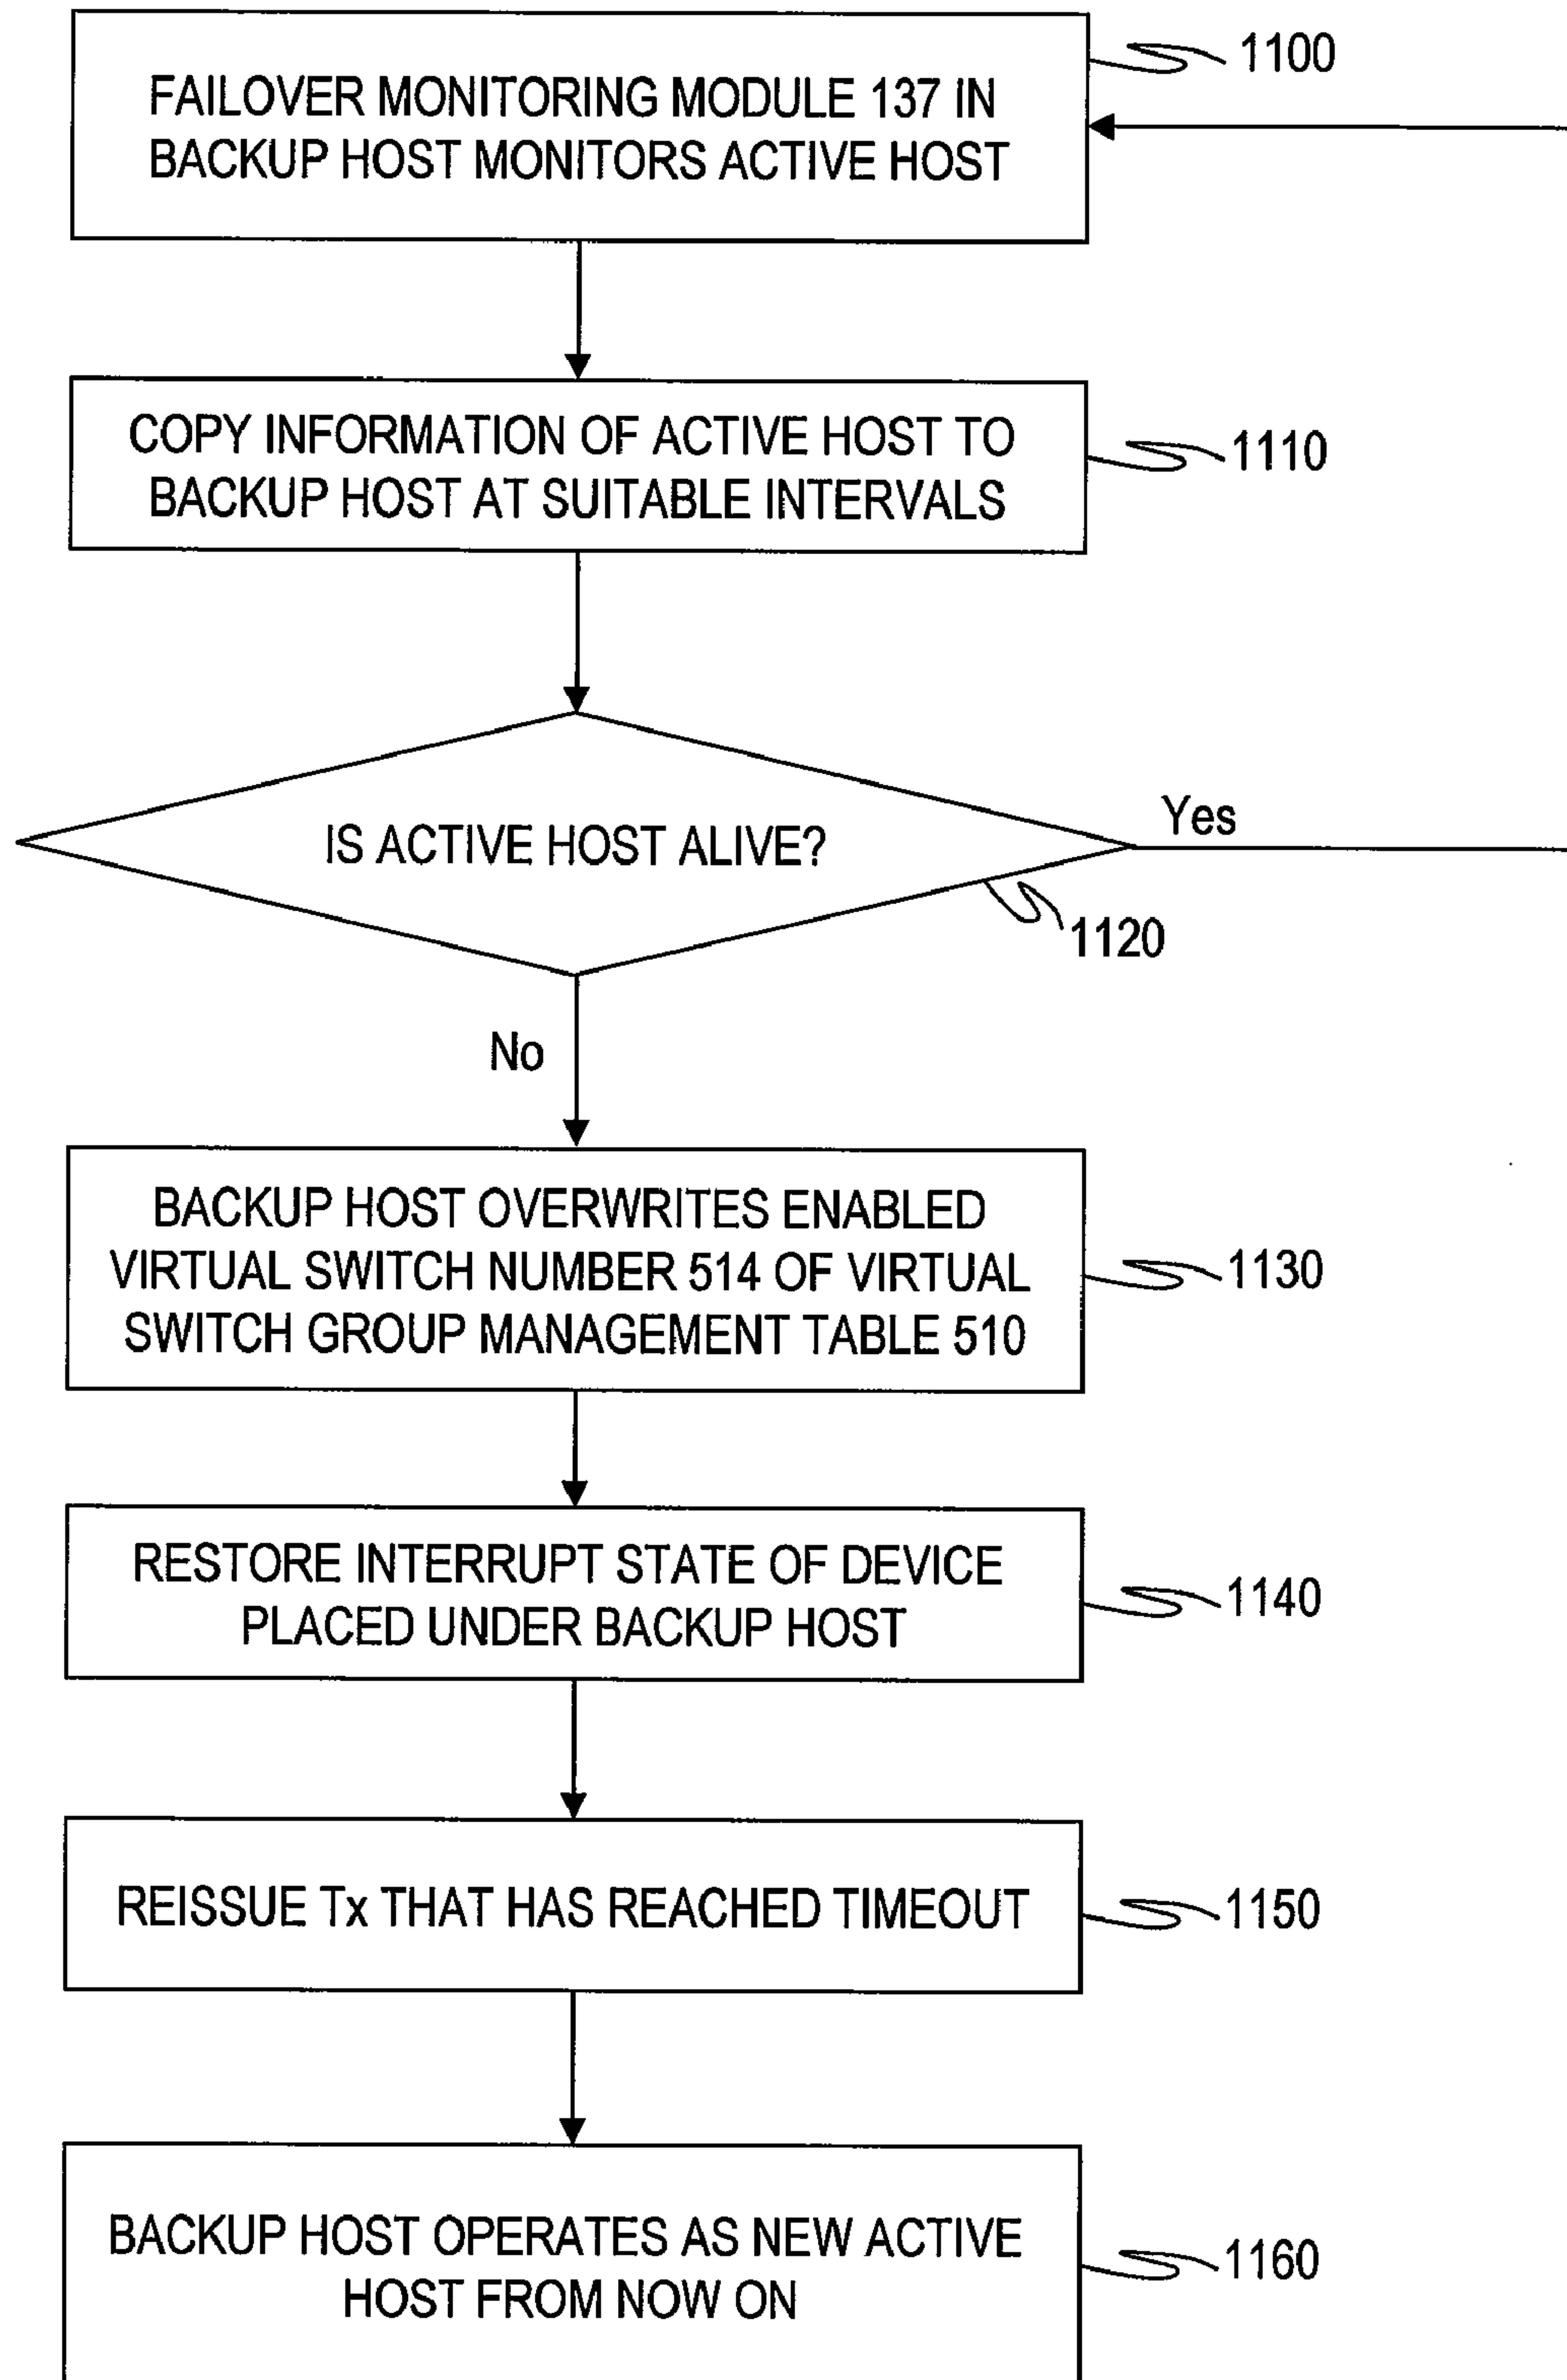 FAILOVER MONITORING MODULE 137 IN
BACKUP HOST MONITORS ACTIVE HOST
1100
COPY INFORMATION OF ACTIVE HOST TO
BACKUP HOST AT SUITABLE INTERVALS
1110
IS ACTIVE HOST ALIVE?
Yes
1120
No
BACKUP HOST OVERWRITES ENABLED
VIRTUAL SWITCH NUMBER 514 OF VIRTUAL
SWITCH GROUP MANAGEMENT TABLE 510
1130
RESTORE INTERRUPT STATE OF DEVICE
PLACED UNDER BACKUP HOST
1140
REISSUE Tx THAT HAS REACHED TIMEOUT
1150
BACKUP HOST OPERATES AS NEW ACTIVE
HOST FROM NOW ON
1160